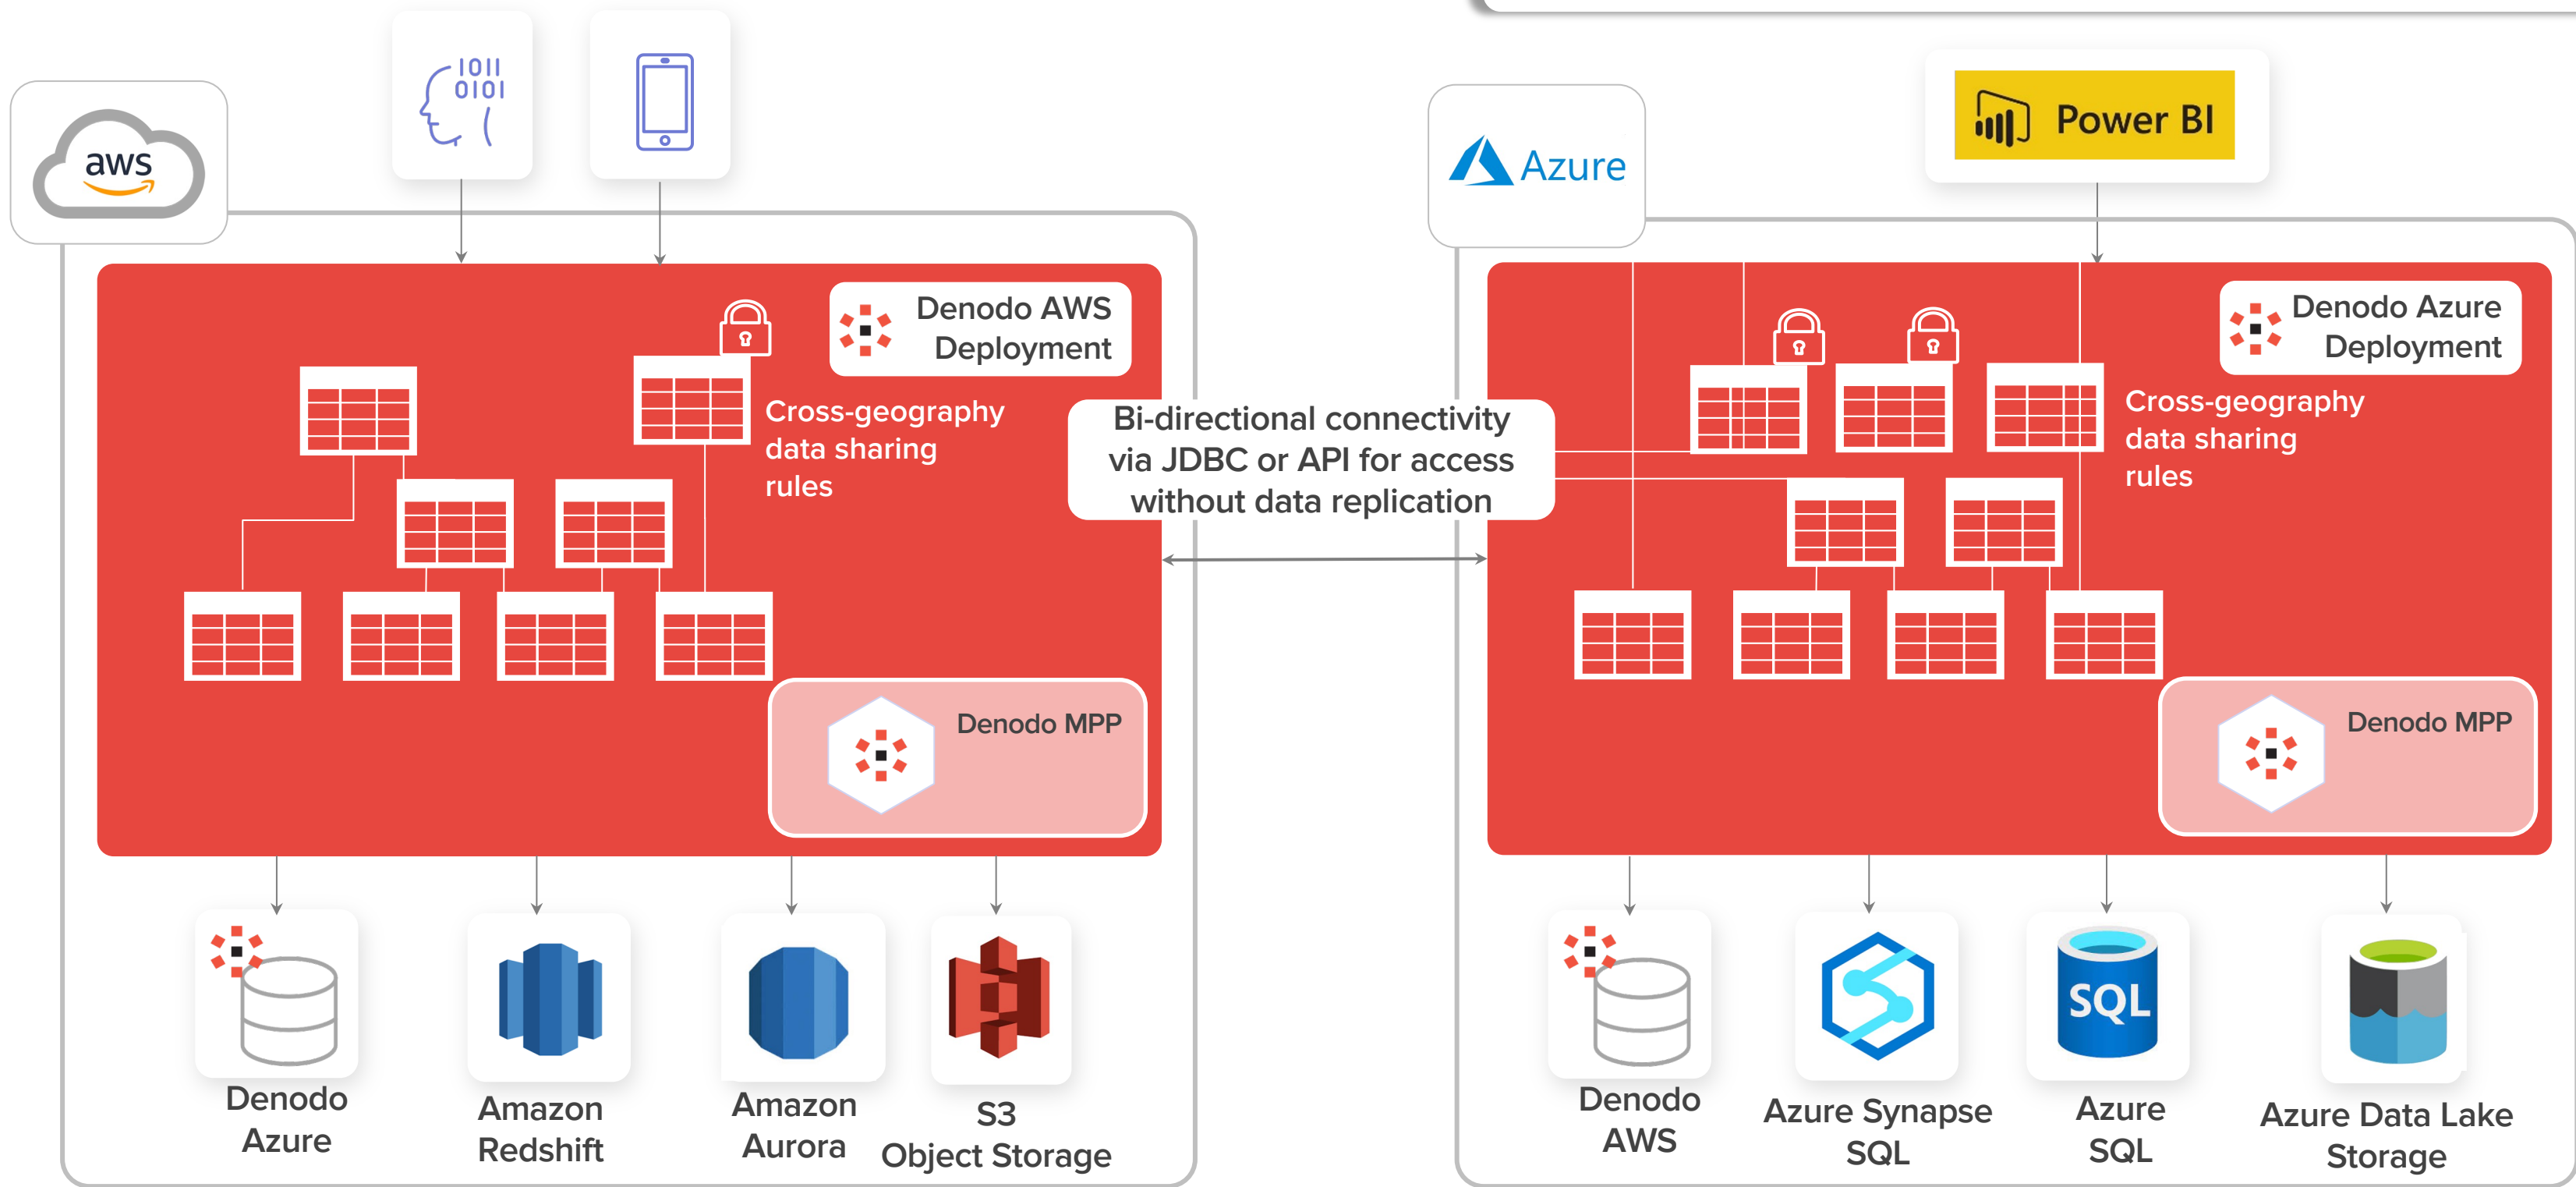 1011
0101
aws
Azure
Power BI
Denodo AWS
Deployment
Cross-geography
data sharing
rules
Denodo MPP
Bi-directional connectivity
via JDBC or API for access
without data replication
Denodo Azure
Deployment
Cross-geography
data sharing
rules
Denodo MPP
Denodo
Azure
Amazon
Redshift
Amazon
Aurora
S3
Object Storage
Denodo
AWS
Azure Synapse
SQL
SQL
Azure
SQL
Azure Data Lake
Storage